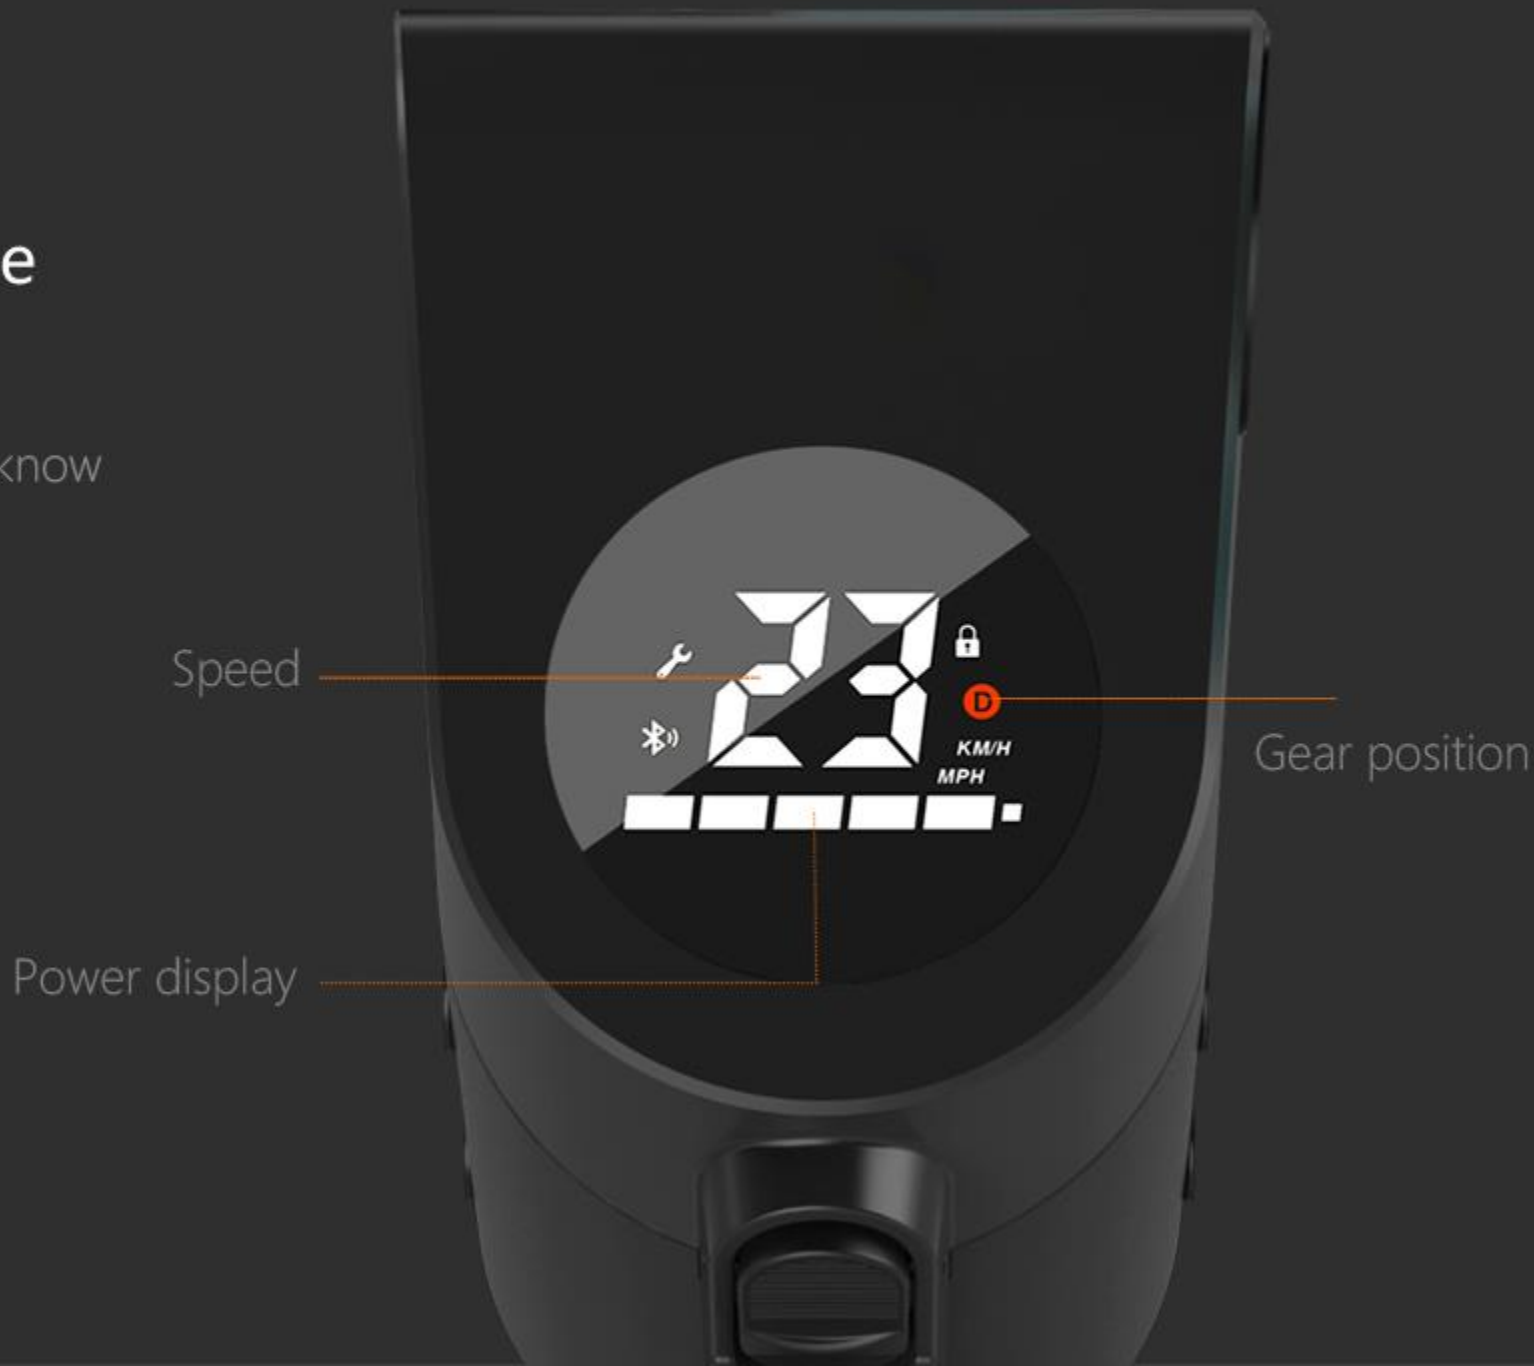 e
know
Speed
23
D
KM/H
MPH
Gear position
Power display